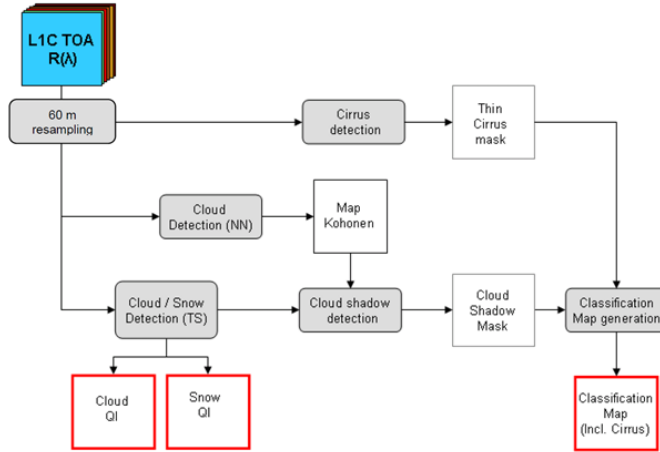 L1C TOA
R(λ)
60 m
resampling
Cirrus
detection
Thin
Cirrus
mask
Cloud
Detection (NN)
Map
Kohonen
Cloud / Snow
Detection (TS)
Cloud shadow
detection
Cloud
Shadow
Mask
Classification
Map generation
Cloud
QI
Snow
QI
Classification
Map
(Incl. Cirrus)